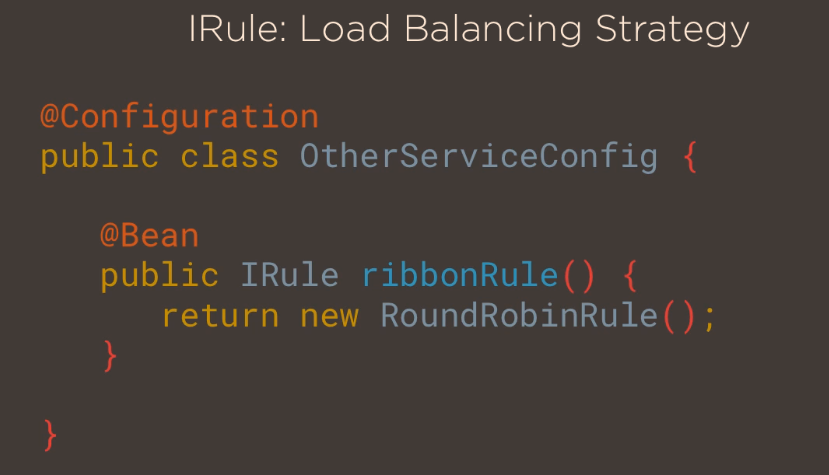 IRule: Load Balancing Strategy
@Configuration
public class OtherServiceConfig {
@Bean
public IRule ribbonRule() {
return new RoundRobinRule();
}
}